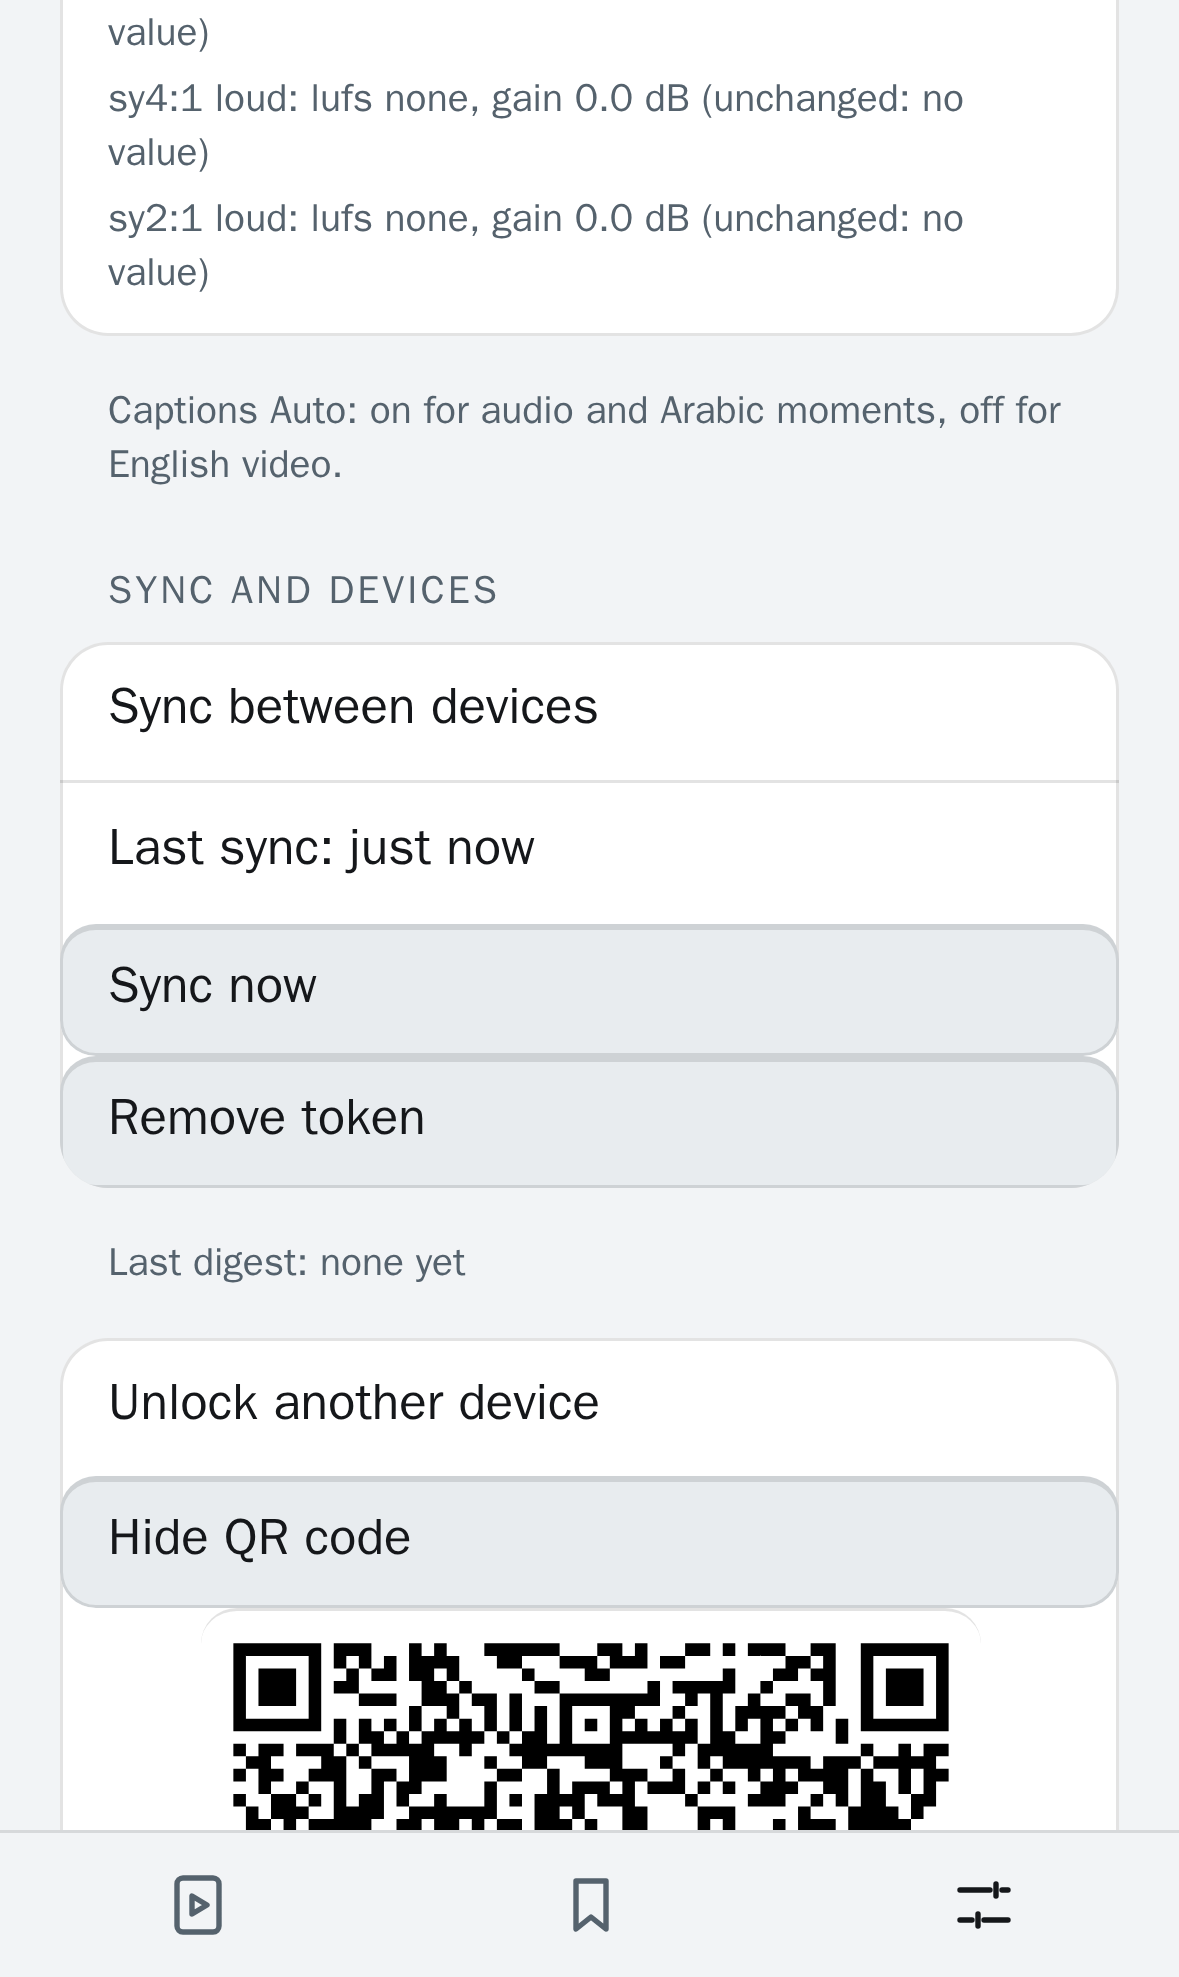 value)
sy4:1 loud: lufs none, gain 0.0 dB (unchanged: no
value)
sy2:1 loud: lufs none, gain 0.0 dB (unchanged: no
value)
Captions Auto: on for audio and Arabic moments, off for
English video.
SYNC AND DEVICES
Sync between devices
Last sync: just now
Sync now
Remove token
Last digest: none yet
Unlock another device
Hide QR code